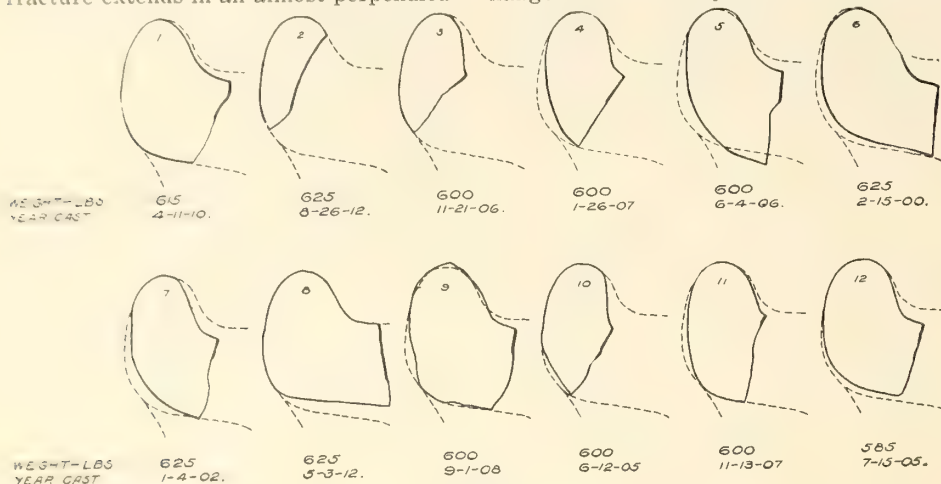 fracture extends in an almost perpendicular
1 2 3 4 5 6
WEIGHT-LBS 615 625 600 600 600 625
YEAR CAST 4-11-10. 8-26-12. 11-21-06. 1-26-07 6-4-06. 2-15-00.
7 8 9 10 11 12
WEIGHT-LBS 625 625 600 600 600 585
YEAR CAST 1-4-02. 5-3-12. 9-1-08 6-12-05 11-13-07 7-15-05.